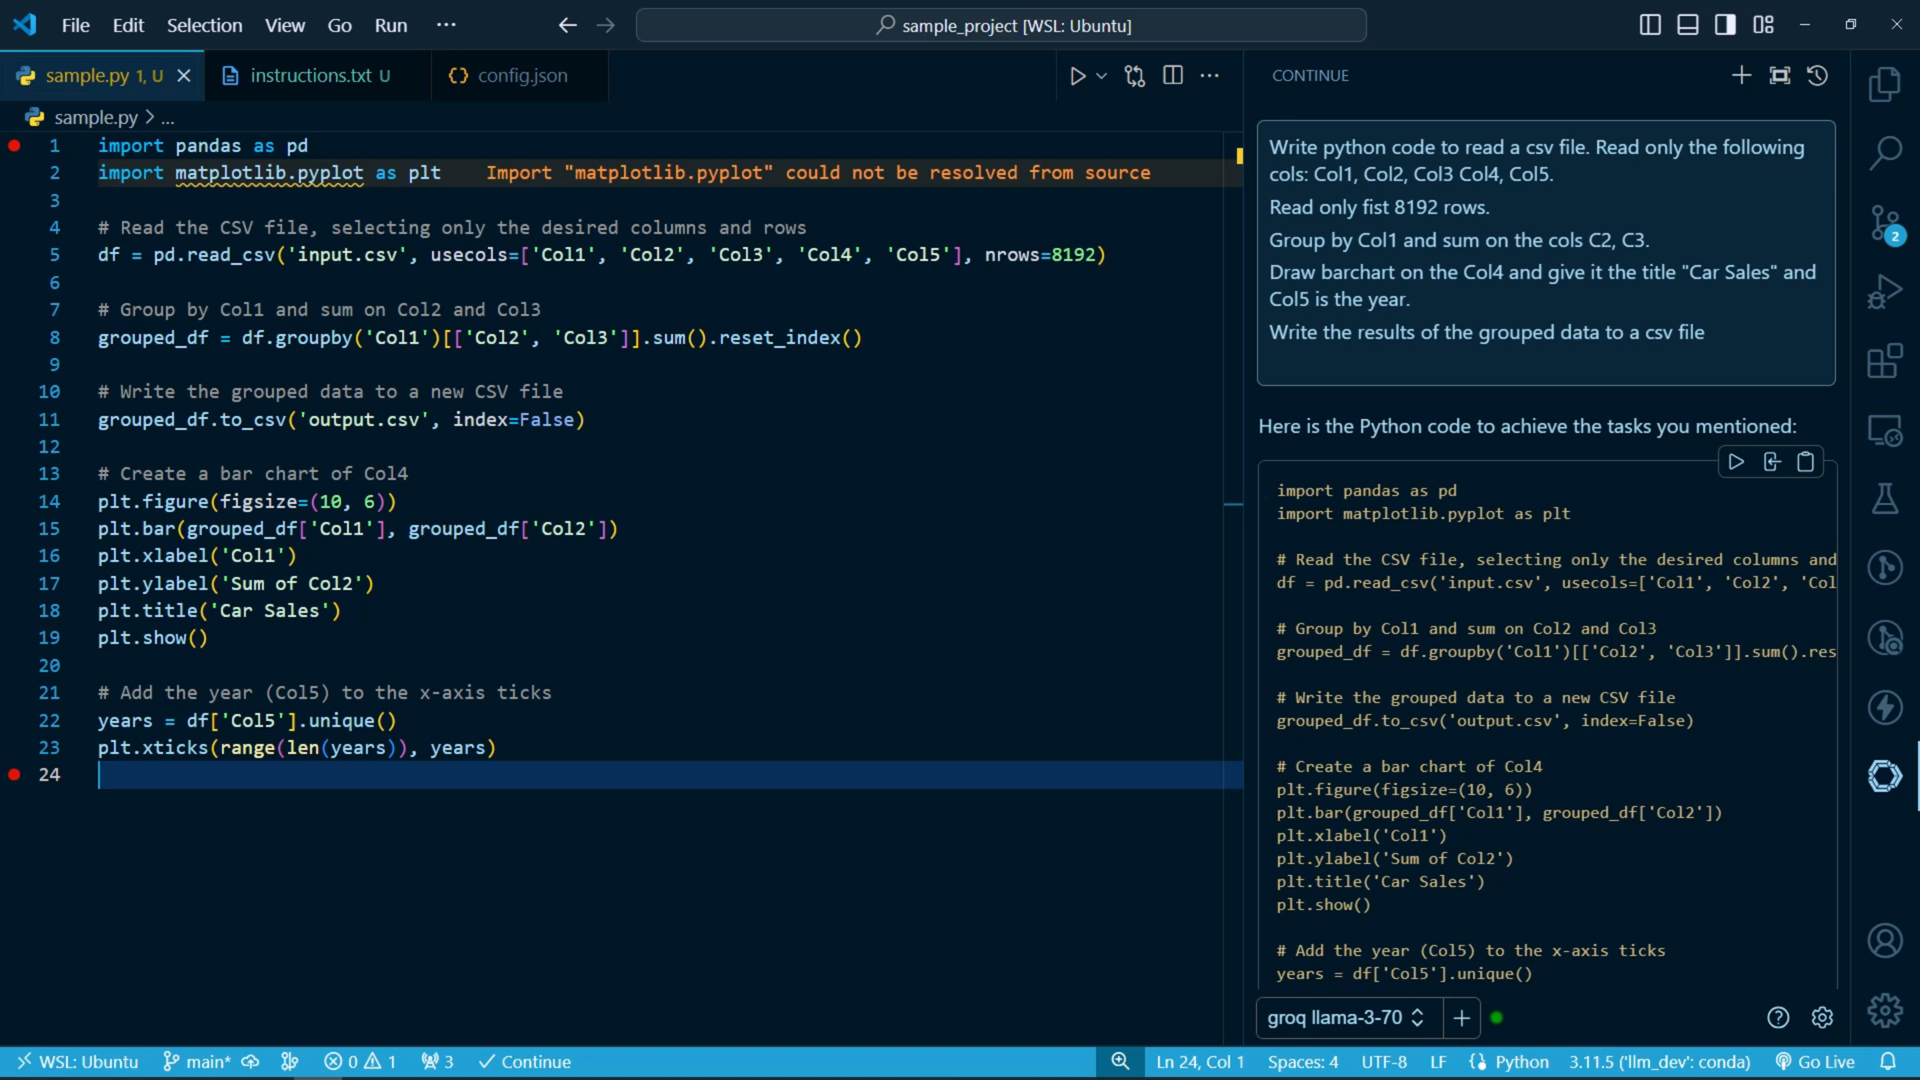 File Edit Selection View Go Run ...
sample_project [WSL: Ubuntu]
sample.py 1, U
instructions.txt U
{} config.json
sample.py > ...
1 import pandas as pd
2 import matplotlib.pyplot as plt Import "matplotlib.pyplot" could not be resolved from source
3
4 # Read the CSV file, selecting only the desired columns and rows
5 df = pd.read_csv('input.csv', usecols=['Col1', 'Col2', 'Col3', 'Col4', 'Col5'], nrows=8192)
6
7 # Group by Col1 and sum on Col2 and Col3
8 grouped_df = df.groupby('Col1')[['Col2', 'Col3']].sum().reset_index()
9
10 # Write the grouped data to a new CSV file
11 grouped_df.to_csv('output.csv', index=False)
12
13 # Create a bar chart of Col4
14 plt.figure(figsize=(10, 6))
15 plt.bar(grouped_df['Col1'], grouped_df['Col2'])
16 plt.xlabel('Col1')
17 plt.ylabel('Sum of Col2')
18 plt.title('Car Sales')
19 plt.show()
20
21 # Add the year (Col5) to the x-axis ticks
22 years = df['Col5'].unique()
23 plt.xticks(range(len(years)), years)
24
CONTINUE
Write python code to read a csv file. Read only the following
cols: Col1, Col2, Col3 Col4, Col5.
Read only fist 8192 rows.
Group by Col1 and sum on the cols C2, C3.
Draw barchart on the Col4 and give it the title "Car Sales" and
Col5 is the year.
Write the results of the grouped data to a csv file
Here is the Python code to achieve the tasks you mentioned:
import pandas as pd
import matplotlib.pyplot as plt
# Read the CSV file, selecting only the desired columns and
df = pd.read_csv('input.csv', usecols=['Col1', 'Col2', 'Col
# Group by Col1 and sum on Col2 and Col3
grouped_df = df.groupby('Col1')[['Col2', 'Col3']].sum().res
# Write the grouped data to a new CSV file
grouped_df.to_csv('output.csv', index=False)
# Create a bar chart of Col4
plt.figure(figsize=(10, 6))
plt.bar(grouped_df['Col1'], grouped_df['Col2'])
plt.xlabel('Col1')
plt.ylabel('Sum of Col2')
plt.title('Car Sales')
plt.show()
# Add the year (Col5) to the x-axis ticks
years = df['Col5'].unique()
groq llama-3-70
2
WSL: Ubuntu main* 0 1 3 Continue
Ln 24, Col 1 Spaces: 4 UTF-8 LF Python 3.11.5 ('llm_dev': conda) Go Live